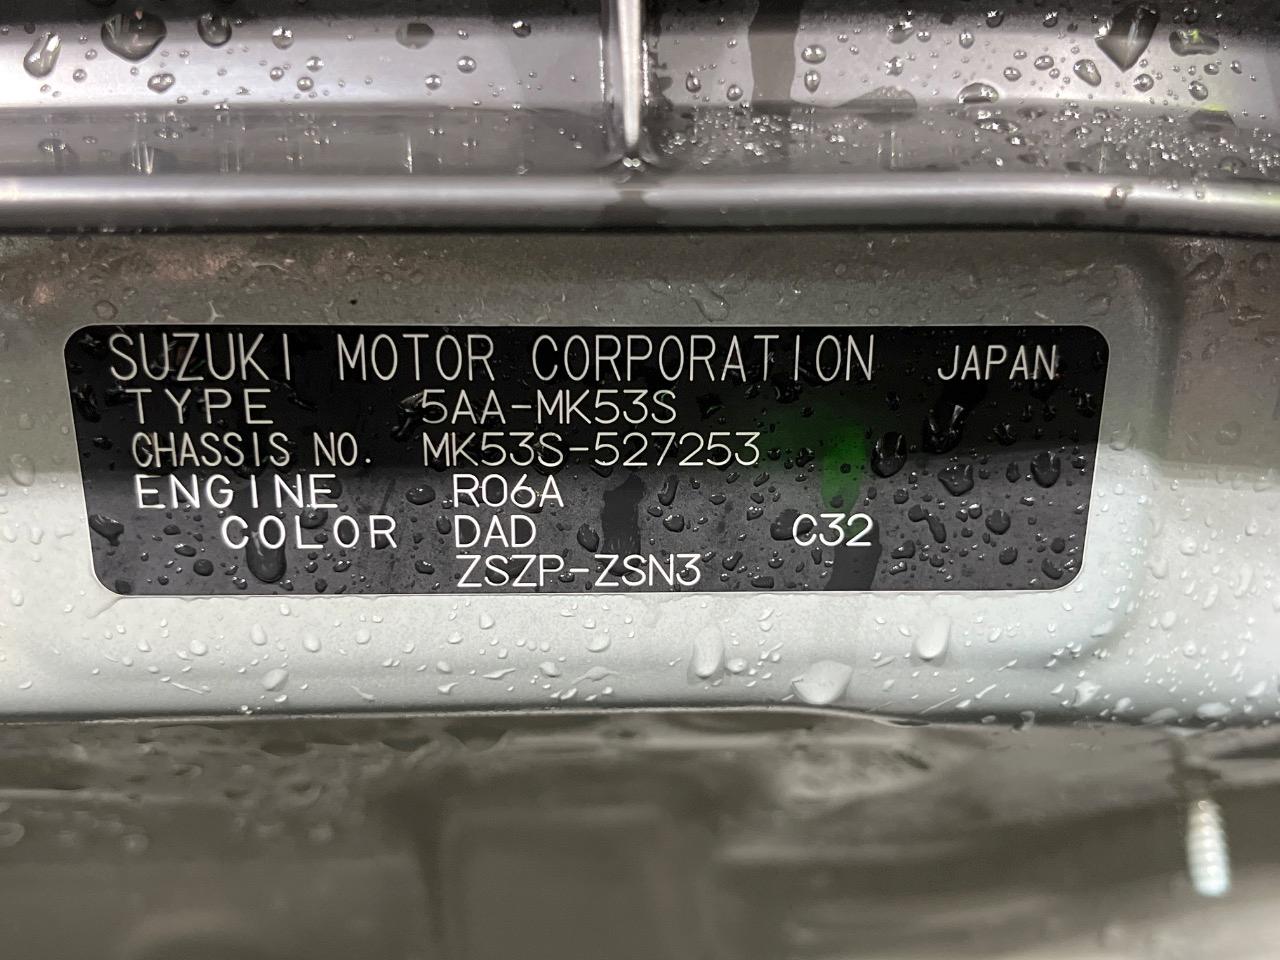 SUZUKI MOTOR CORPORATION JAPAN
TYPE 5AA-MK53S
CHASSIS NO. MK53S-527253
ENGINE R06A
COLOR DAD C32
ZSZP-ZSN3